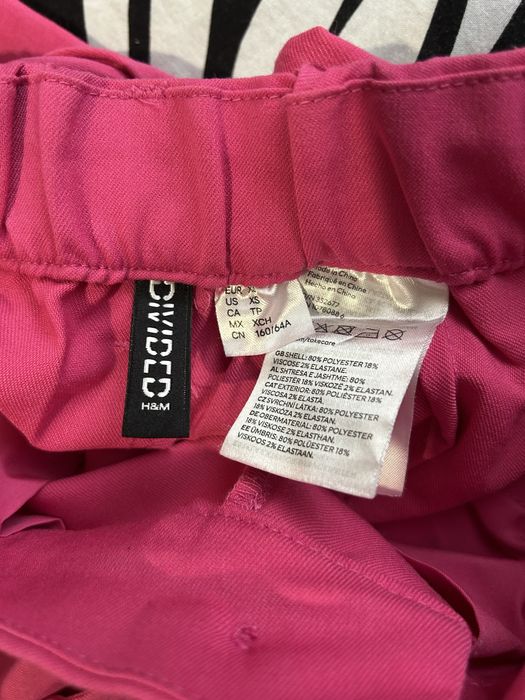 DIVIDED
H&M
EUR XS
US XS
CA TP
MX XCH
CN 160/64A
Made in China
Fabriqué en Chine
Hecho en China
GB SHELL: 80% POLYESTER 18%
VISCOSE 2% ELASTANE.
AL SHTRESA E JASHTME: 80%
POLIESTER 18% VISKOZË 2% ELASTAN.
CAT EXTERIOR: 80% POLIÈSTER 18%
VISCOSA 2% ELASTÀ.
CZ SVRCHNÍ LÁTKA: 80% POLYESTER
18% VISKÓZA 2% ELASTAN.
DE OBERMATERIAL: 80% POLYESTER
18% VISKOSE 2% ELASTHAN.
EE ÜMBRIS: 80% POLÜESTER 18%
VISKOOS 2% ELASTAAN.